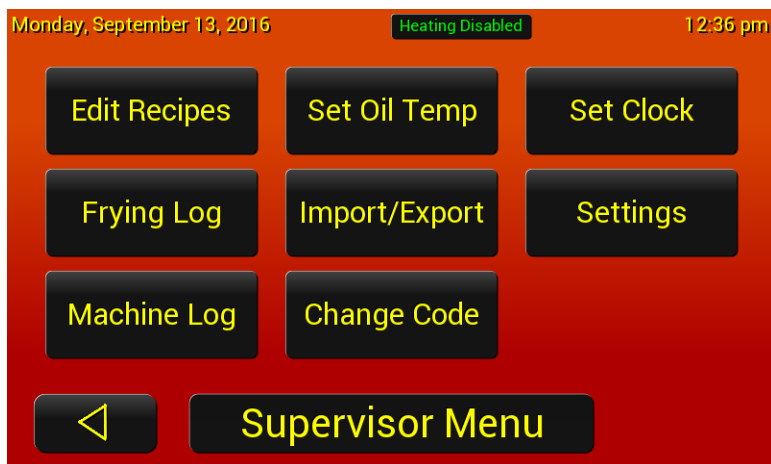 Monday, September 13, 2016 Heating Disabled 12:36 pm
Edit Recipes Set Oil Temp Set Clock
Frying Log Import/Export Settings
Machine Log Change Code
Supervisor Menu